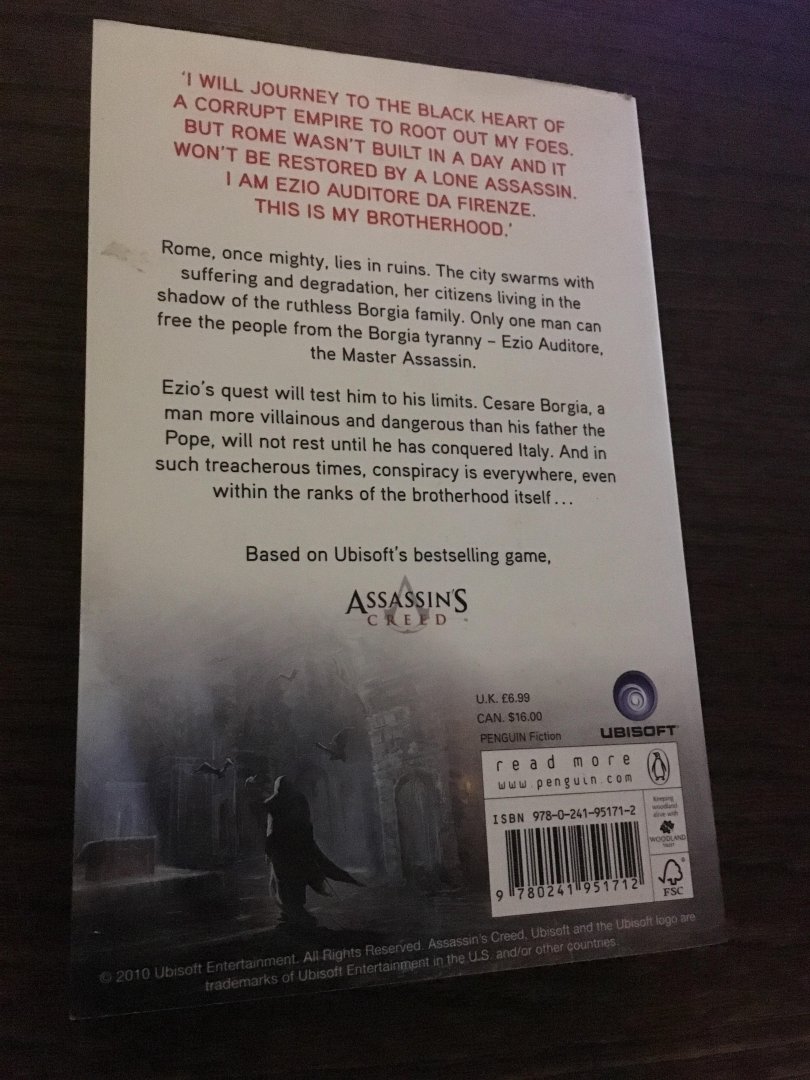 'I WILL JOURNEY TO THE BLACK HEART OF
A CORRUPT EMPIRE TO ROOT OUT MY FOES.
BUT ROME WASN'T BUILT IN A DAY AND IT
WON'T BE RESTORED BY A LONE ASSASSIN.
I AM EZIO AUDITORE DA FIRENZE.
THIS IS MY BROTHERHOOD.'
Rome, once mighty, lies in ruins. The city swarms with
suffering and degradation, her citizens living in the
shadow of the ruthless Borgia family. Only one man can
free the people from the Borgia tyranny – Ezio Auditore,
the Master Assassin.
Ezio's quest will test him to his limits. Cesare Borgia, a
man more villainous and dangerous than his father the
Pope, will not rest until he has conquered Italy. And in
such treacherous times, conspiracy is everywhere, even
within the ranks of the brotherhood itself...
Based on Ubisoft's bestselling game,
ASSASSIN'S
CREED
U.K. £6.99
CAN. $16.00
PENGUIN Fiction
UBISOFT
read more
www.penguin.com
ISBN 978-0-241-95171-2
9 780241 951712
Keeping
woodland
alive with
WOODLAND
TRUST
FSC
© 2010 Ubisoft Entertainment. All Rights Reserved. Assassin's Creed, Ubisoft and the Ubisoft logo are
trademarks of Ubisoft Entertainment in the U.S. and/or other countries.